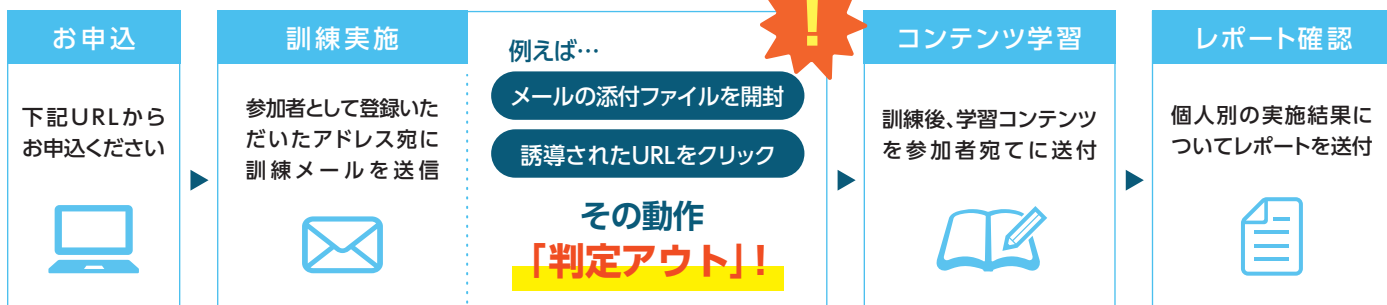 お申込
下記URLから
お申込ください
訓練実施
参加者として登録いた
だいたアドレス宛に
訓練メールを送信
例えば…
メールの添付ファイルを開封
誘導されたURLをクリック
その動作
「判定アウト」!
!
コンテンツ学習
訓練後、学習コンテンツ
を参加者宛てに送付
レポート確認
個人別の実施結果に
ついてレポートを送付